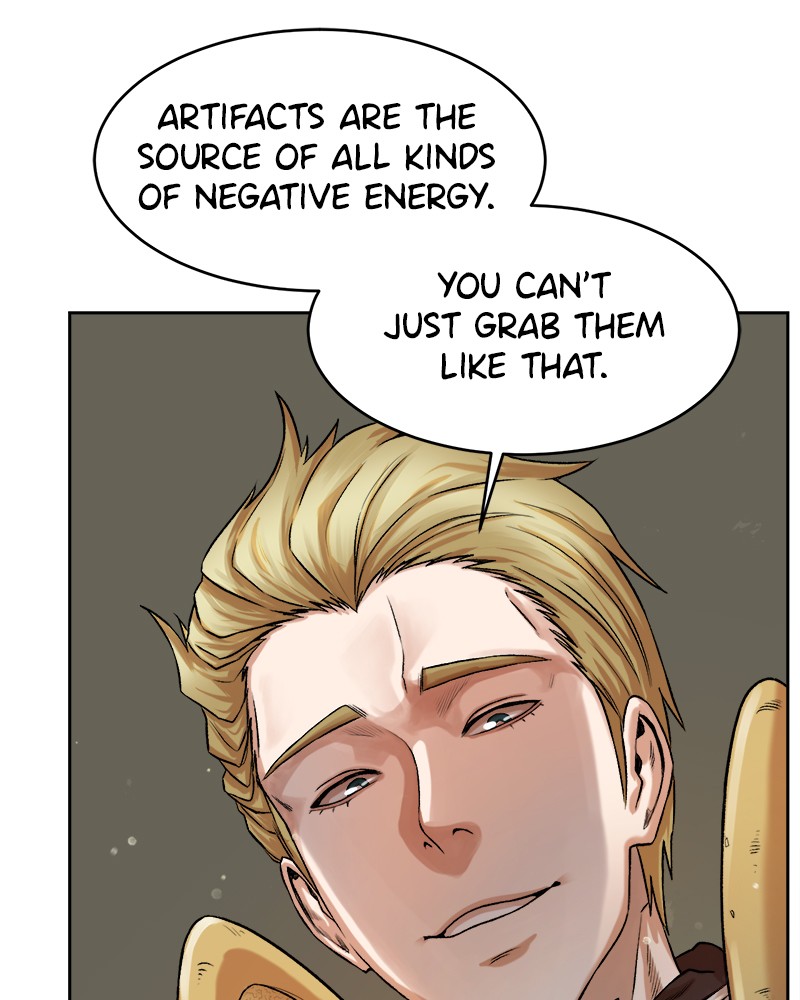 ARTIFACTS ARE THE
SOURCE OF ALL KINDS
OF NEGATIVE ENERGY.
YOU CAN'T
JUST GRAB THEM
LIKE THAT.